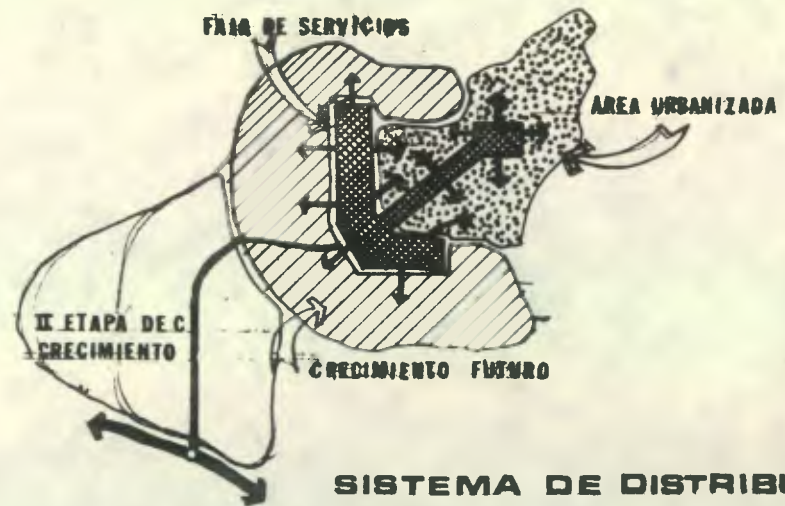 FAJA DE SERVICIOS
AREA URBANIZADA
II ETAPA DE C.
CRECIMIENTO
CRECIMIENTO FUTURO
SISTEMA DE DISTRIBU